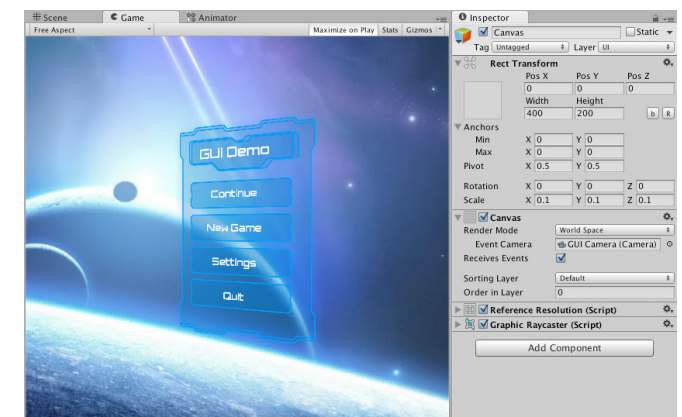 Scene Game Animator
Free Aspect Maximize on Play Stats Gizmos
GUI Demo
Continue
New Game
Settings
Quit
Inspector
Canvas Static
Tag Untagged Layer UI
Rect Transform
Pos X Pos Y Pos Z
0 0 0
Width Height
400 200 b R
Anchors
Min X 0 Y 0
Max X 0 Y 0
Pivot X 0.5 Y 0.5
Rotation X 0 Y 0 Z 0
Scale X 0.1 Y 0.1 Z 0.1
Canvas
Render Mode World Space
Event Camera GUI Camera (Camera)
Receives Events
Sorting Layer Default
Order in Layer 0
Reference Resolution (Script)
Graphic Raycaster (Script)
Add Component